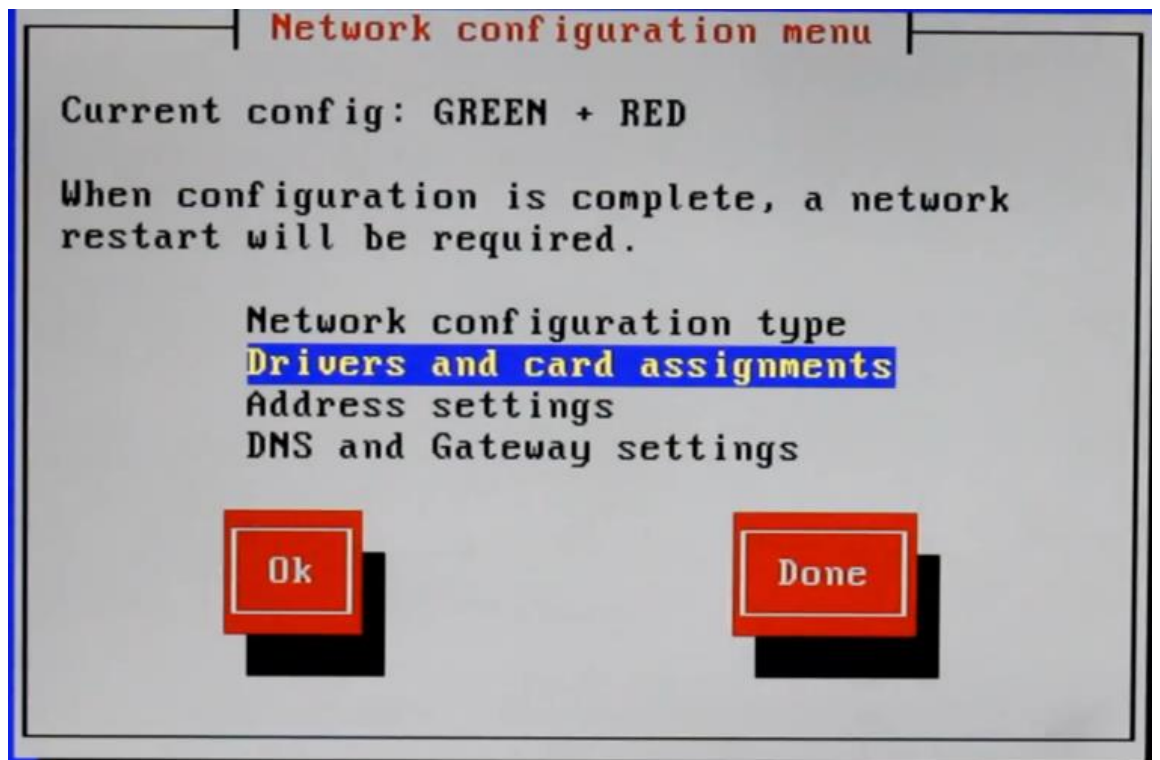 Network configuration menu
Current config: GREEN + RED
When configuration is complete, a network
restart will be required.
Network configuration type
Drivers and card assignments
Address settings
DNS and Gateway settings
Ok
Done